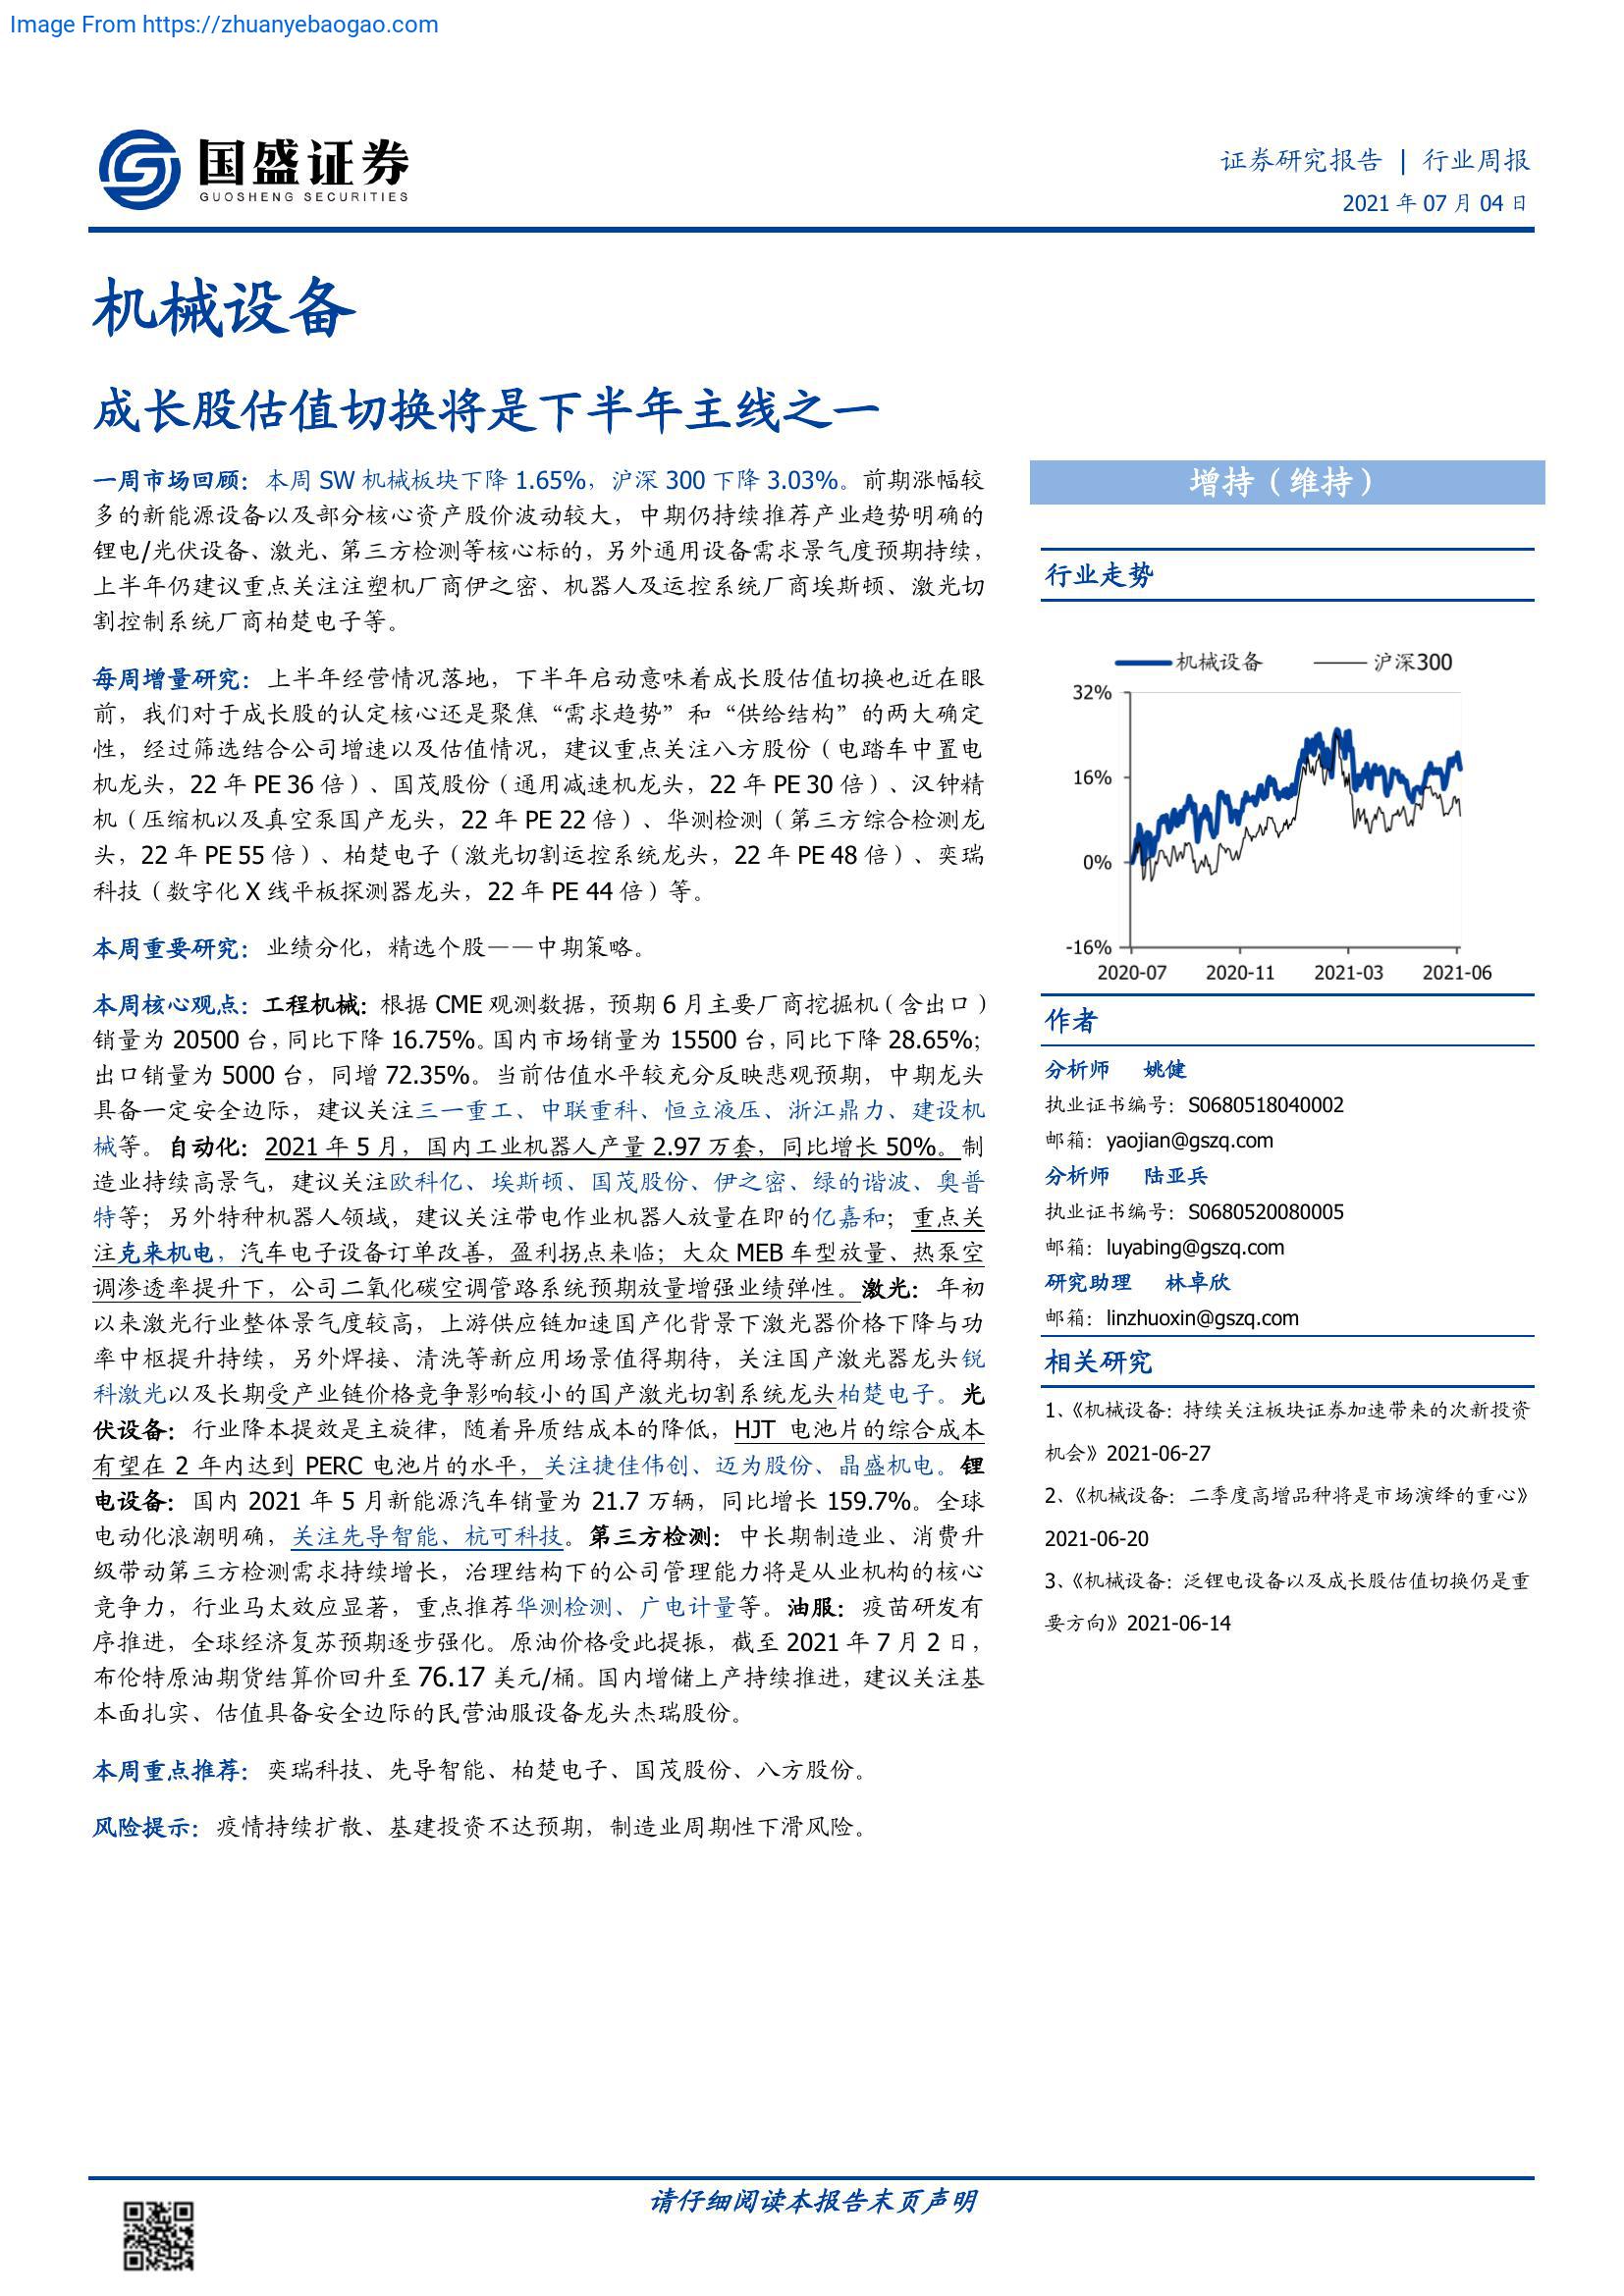 Image From https://zhuanyebaogao.com
国盛证券
GUOSHENG SECURITIES
证券研究报告 | 行业周报
2021 年 07 月 04 日
机械设备
成长股估值切换将是下半年主线之一
一周市场回顾：本周 SW 机械板块下降 1.65%，沪深 300 下降 3.03%。前期涨幅较
多的新能源设备以及部分核心资产股价波动较大，中期仍持续推荐产业趋势明确的
锂电/光伏设备、激光、第三方检测等核心标的，另外通用设备需求景气度预期持续，
上半年仍建议重点关注注塑机厂商伊之密、机器人及运控系统厂商埃斯顿、激光切
割控制系统厂商柏楚电子等。
每周增量研究：上半年经营情况落地，下半年启动意味着成长股估值切换也近在眼
前，我们对于成长股的认定核心还是聚焦“需求趋势”和“供给结构”的两大确定
性，经过筛选结合公司增速以及估值情况，建议重点关注八方股份（电踏车中置电
机龙头，22 年 PE 36 倍）、国茂股份（通用减速机龙头，22 年 PE 30 倍）、汉钟精
机（压缩机以及真空泵国产龙头，22 年 PE 22 倍）、华测检测（第三方综合检测龙
头，22 年 PE 55 倍）、柏楚电子（激光切割运控系统龙头，22 年 PE 48 倍）、奕瑞
科技（数字化 X 线平板探测器龙头，22 年 PE 44 倍）等。
本周重要研究：业绩分化，精选个股——中期策略。
本周核心观点：工程机械：根据 CME 观测数据，预期 6 月主要厂商挖掘机（含出口）
销量为 20500 台，同比下降 16.75%。国内市场销量为 15500 台，同比下降 28.65%；
出口销量为 5000 台，同增 72.35%。当前估值水平较充分反映悲观预期，中期龙头
具备一定安全边际，建议关注三一重工、中联重科、恒立液压、浙江鼎力、建设机
械等。自动化：2021 年 5 月，国内工业机器人产量 2.97 万套，同比增长 50%。制
造业持续高景气，建议关注欧科亿、埃斯顿、国茂股份、伊之密、绿的谐波、奥普
特等；另外特种机器人领域，建议关注带电作业机器人放量在即的亿嘉和；重点关
注克来机电，汽车电子设备订单改善，盈利拐点来临；大众 MEB 车型放量、热泵空
调渗透率提升下，公司二氧化碳空调管路系统预期放量增强业绩弹性。激光：年初
以来激光行业整体景气度较高，上游供应链加速国产化背景下激光器价格下降与功
率中枢提升持续，另外焊接、清洗等新应用场景值得期待，关注国产激光器龙头锐
科激光以及长期受产业链价格竞争影响较小的国产激光切割系统龙头柏楚电子。光
伏设备：行业降本提效是主旋律，随着异质结成本的降低，HJT 电池片的综合成本
有望在 2 年内达到 PERC 电池片的水平，关注捷佳伟创、迈为股份、晶盛机电。锂
电设备：国内 2021 年 5 月新能源汽车销量为 21.7 万辆，同比增长 159.7%。全球
电动化浪潮明确，关注先导智能、杭可科技。第三方检测：中长期制造业、消费升
级带动第三方检测需求持续增长，治理结构下的公司管理能力将是从业机构的核心
竞争力，行业马太效应显著，重点推荐华测检测、广电计量等。油服：疫苗研发有
序推进，全球经济复苏预期逐步强化。原油价格受此提振，截至 2021 年 7 月 2 日，
布伦特原油期货结算价回升至 76.17 美元/桶。国内增储上产持续推进，建议关注基
本面扎实、估值具备安全边际的民营油服设备龙头杰瑞股份。
本周重点推荐：奕瑞科技、先导智能、柏楚电子、国茂股份、八方股份。
风险提示：疫情持续扩散、基建投资不达预期，制造业周期性下滑风险。
增持（维持）
行业走势
机械设备 沪深300
32%
16%
0%
-16%
2020-07 2020-11 2021-03 2021-06
作者
分析师 姚健
执业证书编号：S0680518040002
邮箱：yaojian@gszq.com
分析师 陆亚兵
执业证书编号：S0680520080005
邮箱：luyabing@gszq.com
研究助理 林卓欣
邮箱：linzhuoxin@gszq.com
相关研究
1、《机械设备：持续关注板块证券加速带来的次新投资
机会》2021-06-27
2、《机械设备：二季度高增品种将是市场演绎的重心》
2021-06-20
3、《机械设备：泛锂电设备以及成长股估值切换仍是重
要方向》2021-06-14
请仔细阅读本报告末页声明